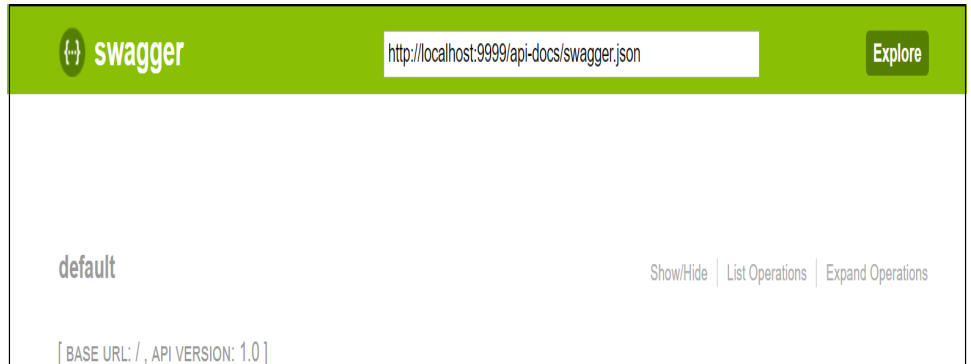 {···} swagger
http://localhost:9999/api-docs/swagger.json
Explore
default
Show/Hide | List Operations | Expand Operations
[ BASE URL: / , API VERSION: 1.0 ]